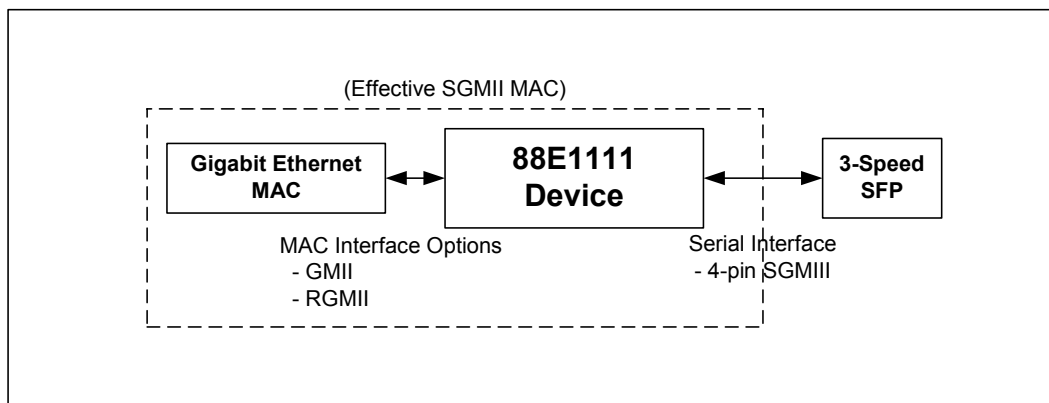 (Effective SGMII MAC)
Gigabit Ethernet
MAC
88E1111
Device
3-Speed
SFP
MAC Interface Options
- GMII
- RGMII
Serial Interface
- 4-pin SGMIII